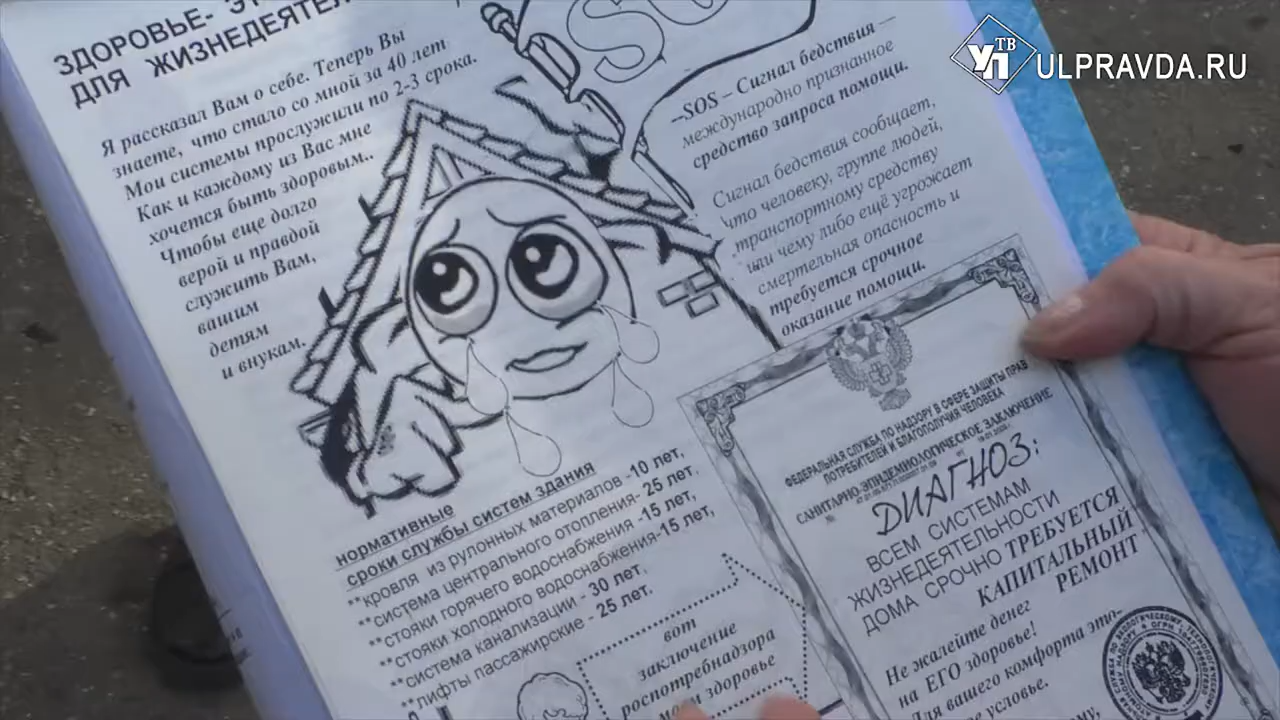 УП ТВ
ULPRAVDA.RU
ЗДОРОВЬЕ-
ДЛЯ ЖИЗНЕДЕЯТЕЛ
Я рассказал Вам о себе. Теперь Вы
знаете, что стало со мной за 40 лет
Мои системы прослужили по 2-3 срока.
Как и каждому из Вас мне
хочется быть здоровым..
Чтобы еще долго
верой и правдой
служить Вам,
вашим
детям
и внукам.
SO
–SOS – Сигнал бедствия —
международно признанное
средство запроса помощи.
Сигнал бедствия сообщает,
что человеку, группе людей,
транспортному средству
или чему либо ещё угрожает
смертельная опасность и
требуется срочное
оказание помощи.
нормативные
сроки службы систем здания
**кровля из рулонных материалов -10 лет,
**система центрального отопления- 25 лет.
**стояки горячего водоснабжения -15 лет,
**стояки холодного водоснабжения-15 лет,
**система канализации - 30 лет.
**лифты пассажирские - 25 лет.
вот
заключение
роспотребнадзора
здоровье
ФЕДЕРАЛЬНАЯ СЛУЖБА ПО НАДЗОРУ В СФЕРЕ ЗАЩИТЫ ПРАВ
ПОТРЕБИТЕЛЕЙ И БЛАГОПОЛУЧИЯ ЧЕЛОВЕКА
САНИТАРНО-ЭПИДЕМИОЛОГИЧЕСКОЕ ЗАКЛЮЧЕНИЕ
ДИАГНОЗ:
ВСЕМ СИСТЕМАМ
ЖИЗНЕДЕЯТЕЛЬНОСТИ
ДОМА СРОЧНО ТРЕБУЕТСЯ
КАПИТАЛЬНЫЙ
РЕМОНТ
Не жалейте денег
на ЕГО здоровье!
Для вашего комфорта это–
условие.